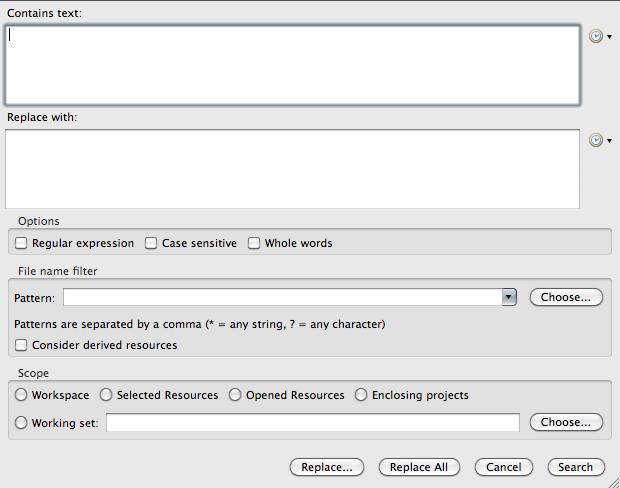 Contains text:
Replace with:
Options
Regular expression Case sensitive Whole words
File name filter
Pattern: Choose...
Patterns are separated by a comma (* = any string, ? = any character)
Consider derived resources
Scope
Workspace Selected Resources Opened Resources Enclosing projects
Working set: Choose...
Replace... Replace All Cancel Search